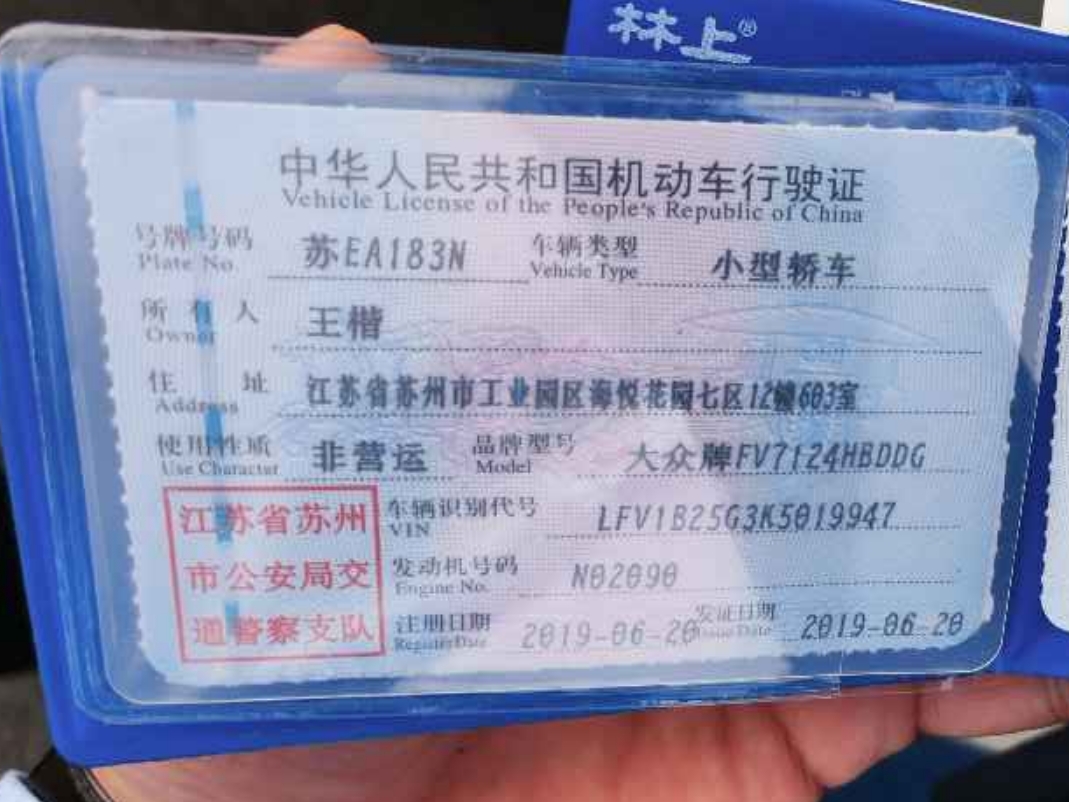 林上®
中华人民共和国机动车行驶证
Vehicle License of the People's Republic of China
号牌号码 苏EA183N 车辆类型 小型轿车
Plate No. Vehicle Type
所有人 王楷
Owner
住址 江苏省苏州市工业园区海悦花园七区12幢603室
Address
使用性质 非营运 品牌型号 大众牌FV7124HBDDG
Use Character Model
江苏省苏州
市公安局交
通警察支队
车辆识别代号 LFV1B25G3K5019947
VIN
发动机号码 N02090
Engine No.
注册日期 2019-06-20 发证日期 2019-06-20
Register Date Issue Date